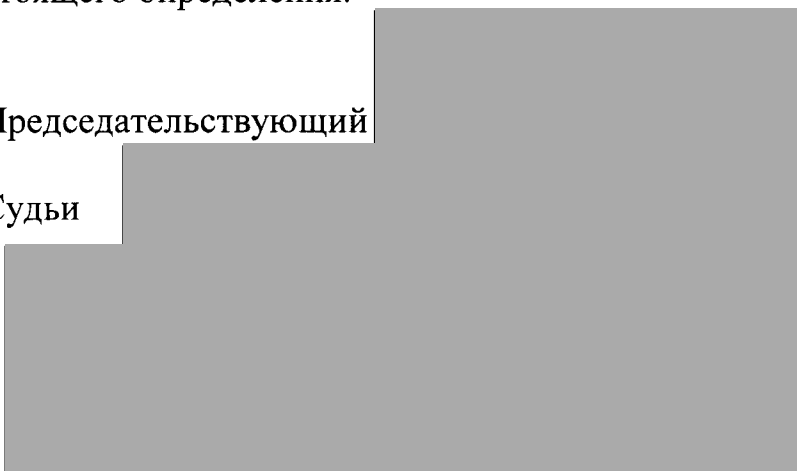 тоящего определения.
Председательствующий
Судьи